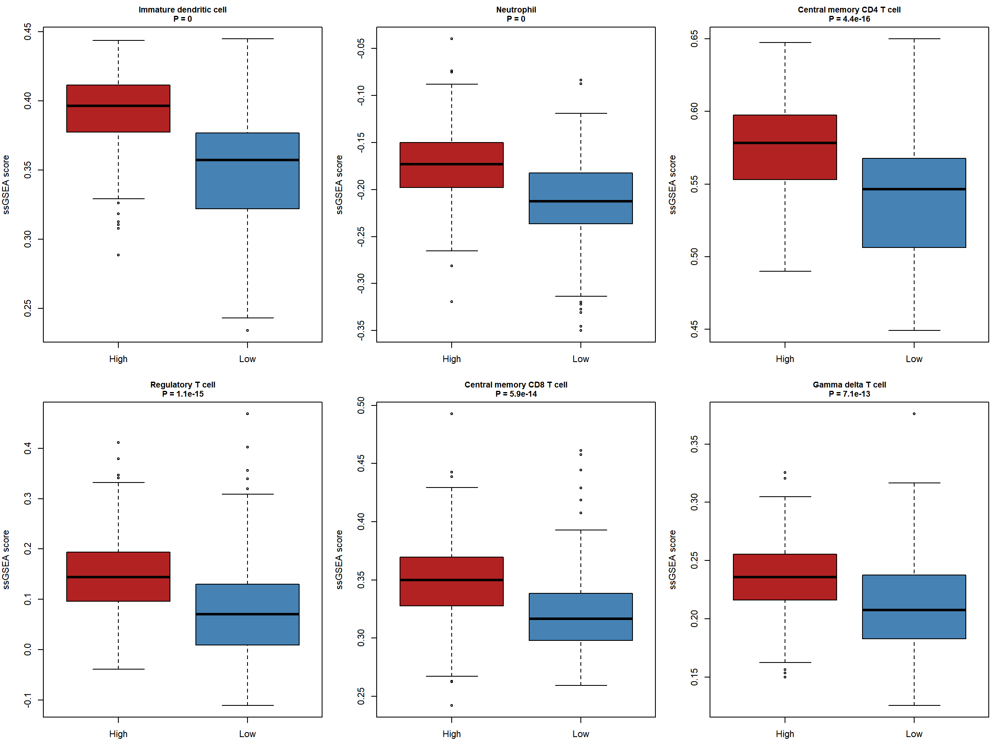 Immature dendritic cell
P = 0
ssGSEA score
0.45
0.40
0.35
0.30
0.25
High Low
Neutrophil
P = 0
ssGSEA score
-0.05
-0.10
-0.15
-0.20
-0.25
-0.30
-0.35
High Low
Central memory CD4 T cell
P = 4.4e-16
ssGSEA score
0.65
0.60
0.55
0.50
0.45
High Low
Regulatory T cell
P = 1.1e-15
ssGSEA score
0.4
0.3
0.2
0.1
0.0
-0.1
High Low
Central memory CD8 T cell
P = 5.9e-14
ssGSEA score
0.50
0.45
0.40
0.35
0.30
0.25
High Low
Gamma delta T cell
P = 7.1e-13
ssGSEA score
0.35
0.30
0.25
0.20
0.15
High Low